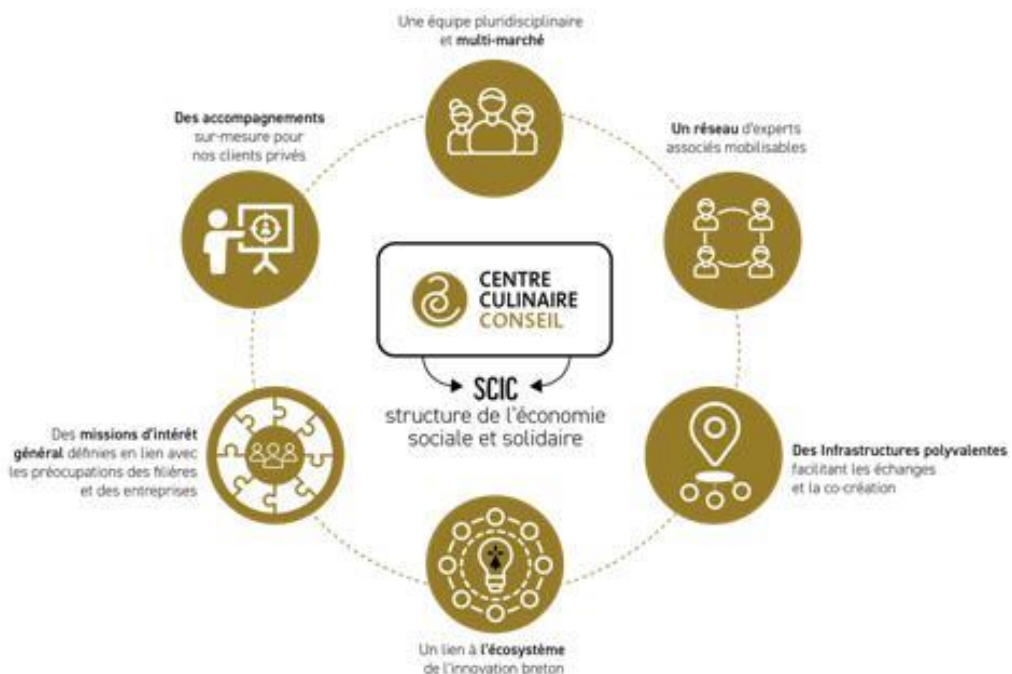 Une équipe pluridisciplinaire
et multi-marché
Des accompagnements
sur-mesure pour
nos clients privés
Un réseau d'experts
associés mobilisables
CENTRE
CULINAIRE
CONSEIL
SCIC
structure de l'économie
sociale et solidaire
Des missions d'intérêt
général définies en lien avec
les préoccupations des filières
et des entreprises
Des Infrastructures polyvalentes
facilitant les échanges
et la co-création
Un lien à l'écosystème
de l'innovation breton